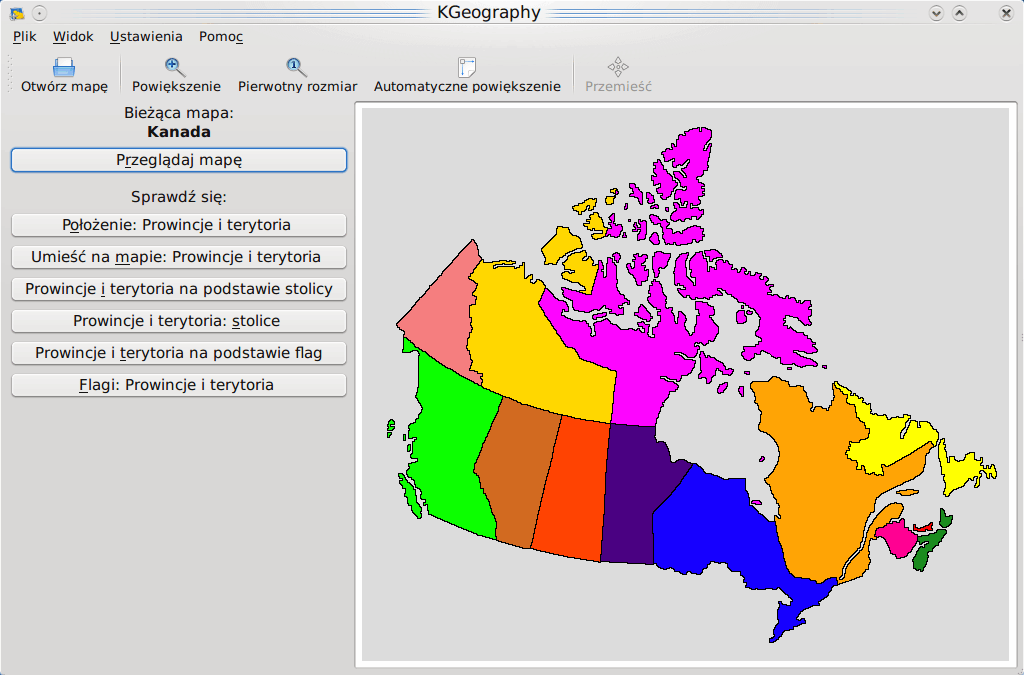 KGeography
Plik Widok Ustawienia Pomoc
Otwórz mapę Powiększenie Pierwotny rozmiar Automatyczne powiększenie Przemieść
Bieżąca mapa:
Kanada
Przeglądaj mapę
Sprawdź się:
Położenie: Prowincje i terytoria
Umieść na mapie: Prowincje i terytoria
Prowincje i terytoria na podstawie stolicy
Prowincje i terytoria: stolice
Prowincje i terytoria na podstawie flag
Flagi: Prowincje i terytoria